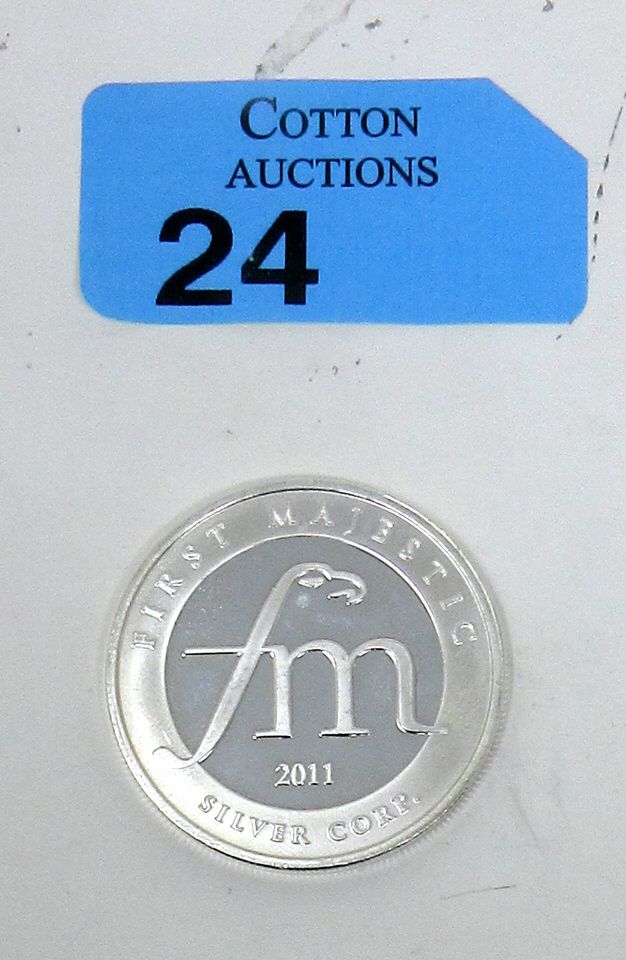 COTTON
AUCTIONS
24
FIRST MAJESTIC
fm
2011
SILVER CORP.